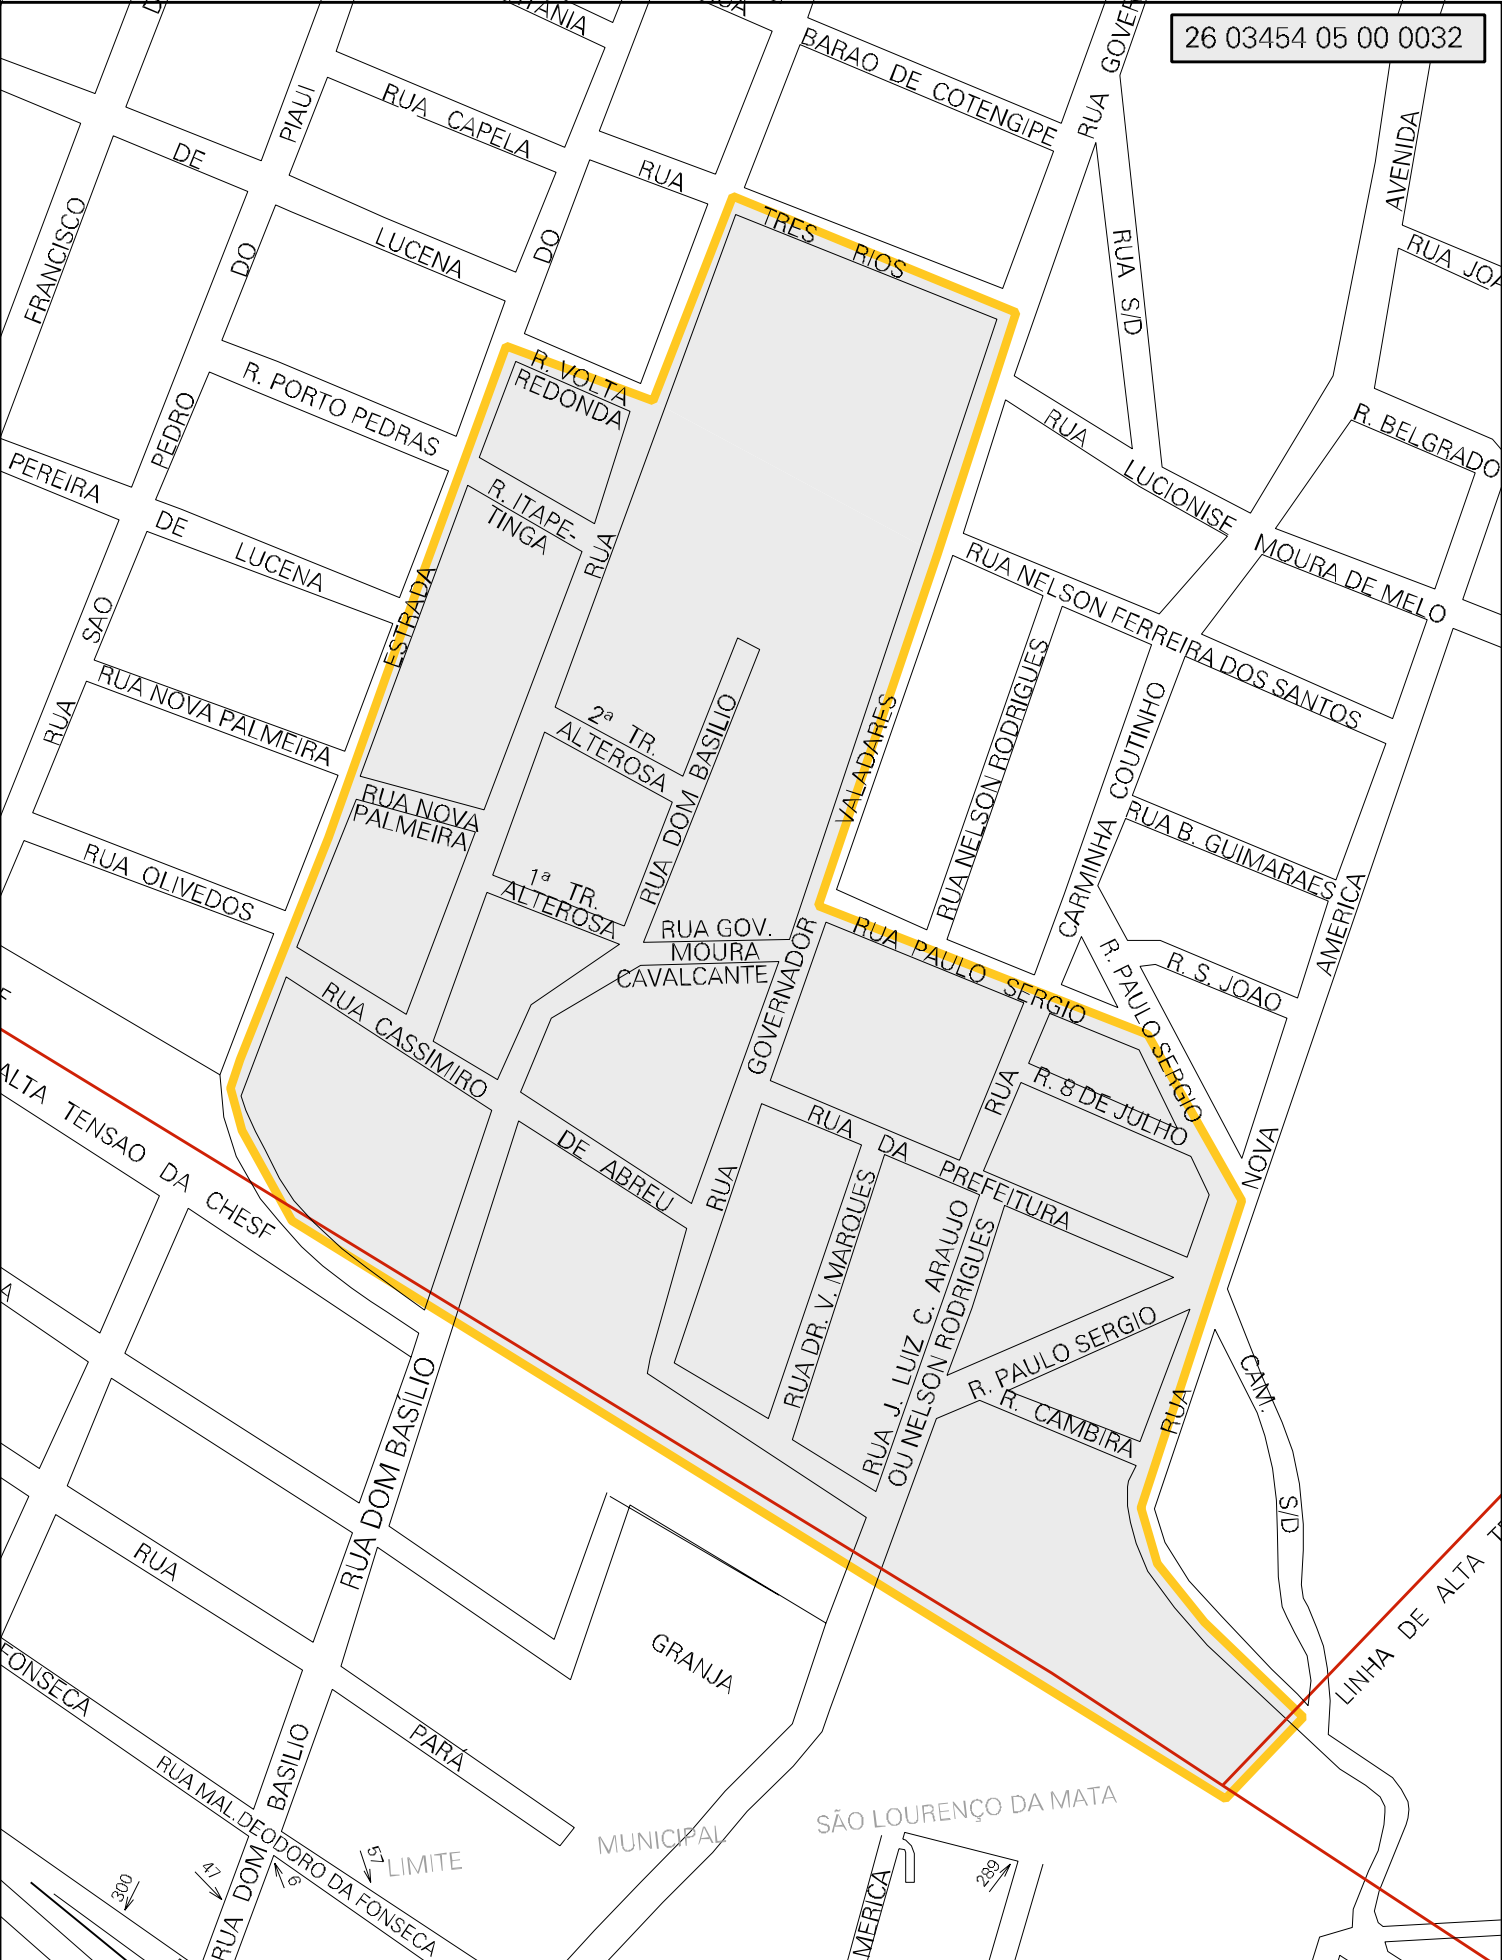 26 03454 05 00 0032
RUA GOVER
BARAO DE COTENGIPE
RUA CAPELA
PIAUI
DO
DE
RUA
TRES RIOS
LUCENA
DO
FRANCISCO
AVENIDA
RUA S/D
R. VOLTA
REDONDA
R. PORTO PEDRAS
PEDRO
PEREIRA
DE LUCENA
R. ITAPE-
TINGA
RUA
RUA LUCIONISE
R. BELGRADO
MOURA DE MELO
RUA NELSON FERREIRA DOS SANTOS
ESTRADA
SAO
RUA
RUA NOVA PALMEIRA
2ª TR.
ALTEROSA
RUA DOM BASILIO
VALADARES
RUA NELSON RODRIGUES
CARMINHA COUTINHO
RUA NOVA
PALMEIRA
RUA B. GUIMARAES
RUA OLIVEDOS
1ª TR.
ALTEROSA
RUA GOV.
MOURA
CAVALCANTE
GOVERNADOR
RUA PAULO SERGIO
R. PAULO SERGIO
R. S. JOAO
AMERICA
NOVA
RUA
RUA CASSIMIRO
DE ABREU
RUA
RUA
R. 8 DE JULHO
RUA DA PREFEITURA
ALTA TENSAO DA CHESF
RUA DR. V. MARQUES
RUA J. LUIZ C. ARAUJO
OU NELSON RODRIGUES
R. PAULO SERGIO
R. CAMBIRA
CAM.
S/D
RUA DOM BASÍLIO
RUA
GRANJA
LINHA DE ALTA
FONSECA
PARÁ
RUA MAL.DEODORO DA FONSECA
RUA DOM BASILIO
LIMITE
MUNICIPAL
SÃO LOURENÇO DA MATA
300
47
6
57
289
MERICA